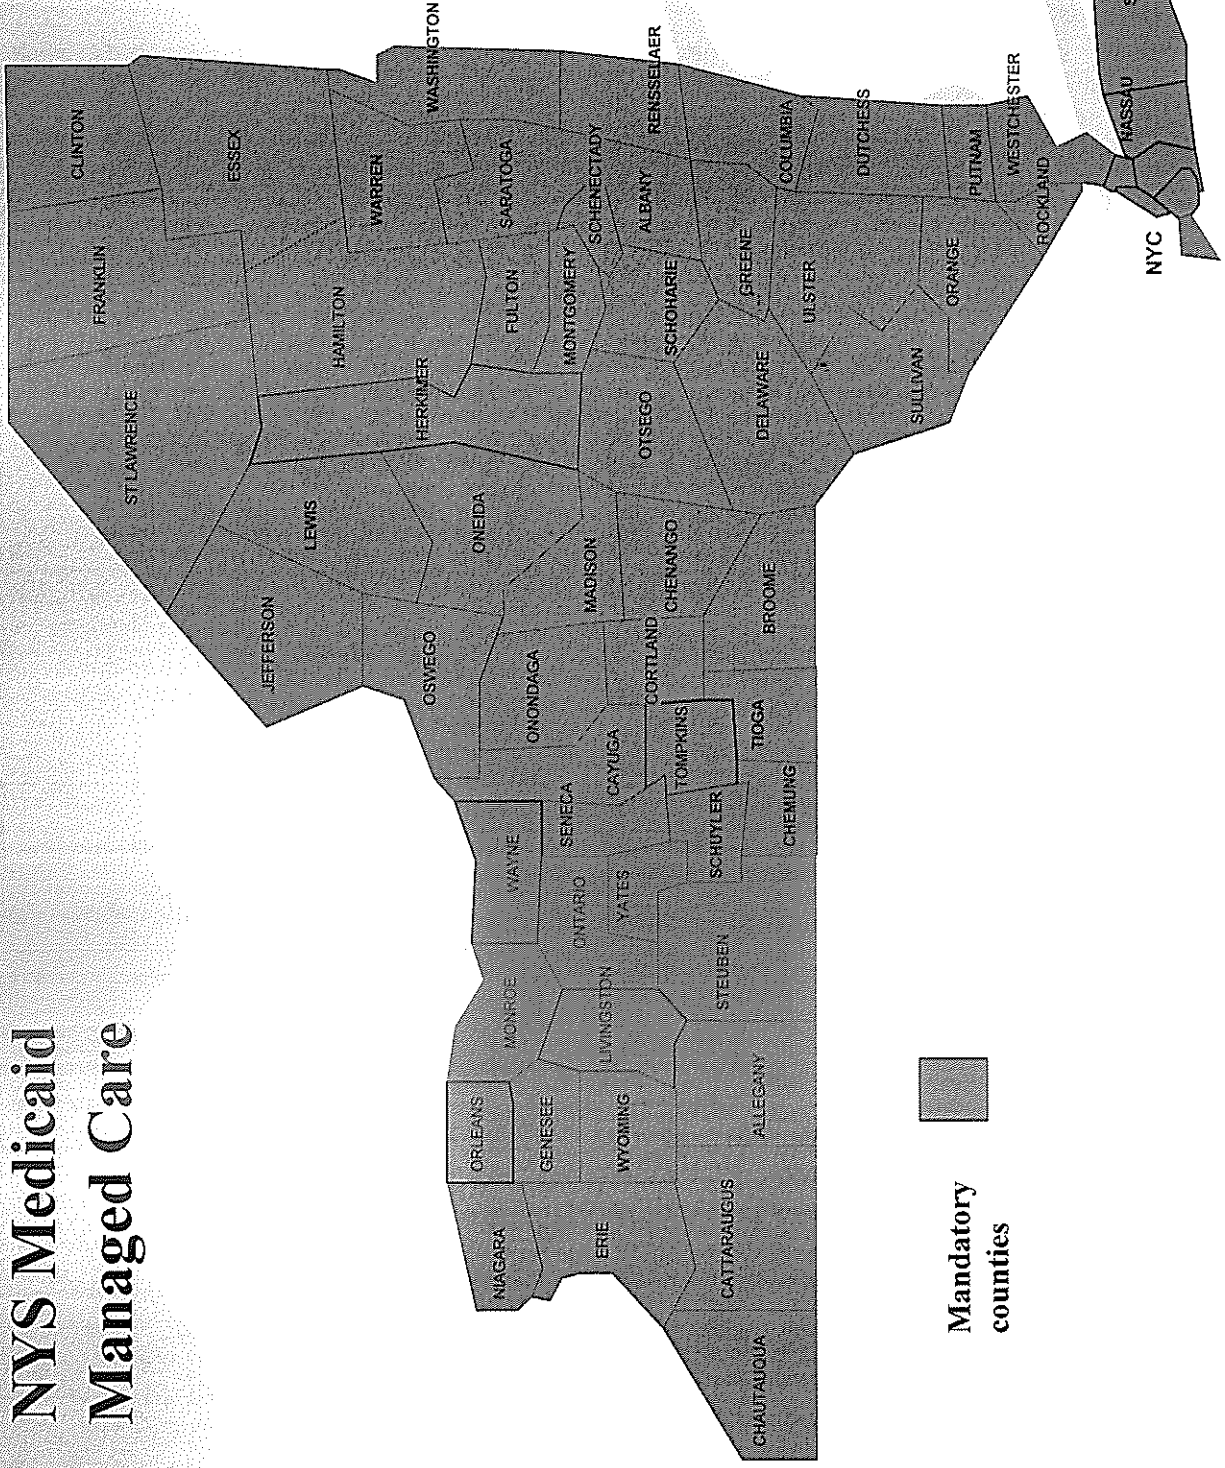 NYS Medicaid
Managed Care
CLINTON
FRANKLIN
ST LAWRENCE
ESSEX
JEFFERSON
LEWIS
HAMILTON
WARREN
WASHINGTON
HERKIMER
OSWEGO
ONEIDA
FULTON
SARATOGA
NIAGARA
ORLEANS
MONROE
WAYNE
ONONDAGA
MADISON
MONTGOMERY
SCHENECTADY
RENSSELAER
GENESEE
ONTARIO
SENECA
CAYUGA
ERIE
WYOMING
LIVINGSTON
YATES
CORTLAND
CHENANGO
OTSEGO
SCHOHARIE
ALBANY
TOMPKINS
SCHUYLER
CHAUTAUQUA
CATTARAUGUS
ALLEGANY
STEUBEN
CHEMUNG
TIOGA
BROOME
DELAWARE
GREENE
COLUMBIA
ULSTER
DUTCHESS
SULLIVAN
ORANGE
PUTNAM
ROCKLAND
WESTCHESTER
NYC
NASSAU
S
Mandatory
counties